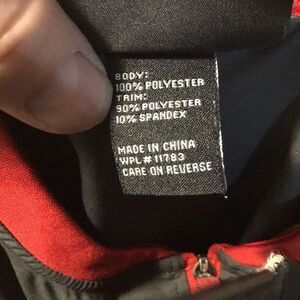 BODY:
100% POLYESTER
TRIM:
90% POLYESTER
10% SPANDEX
MADE IN CHINA
WPL # 11783
CARE ON REVERSE